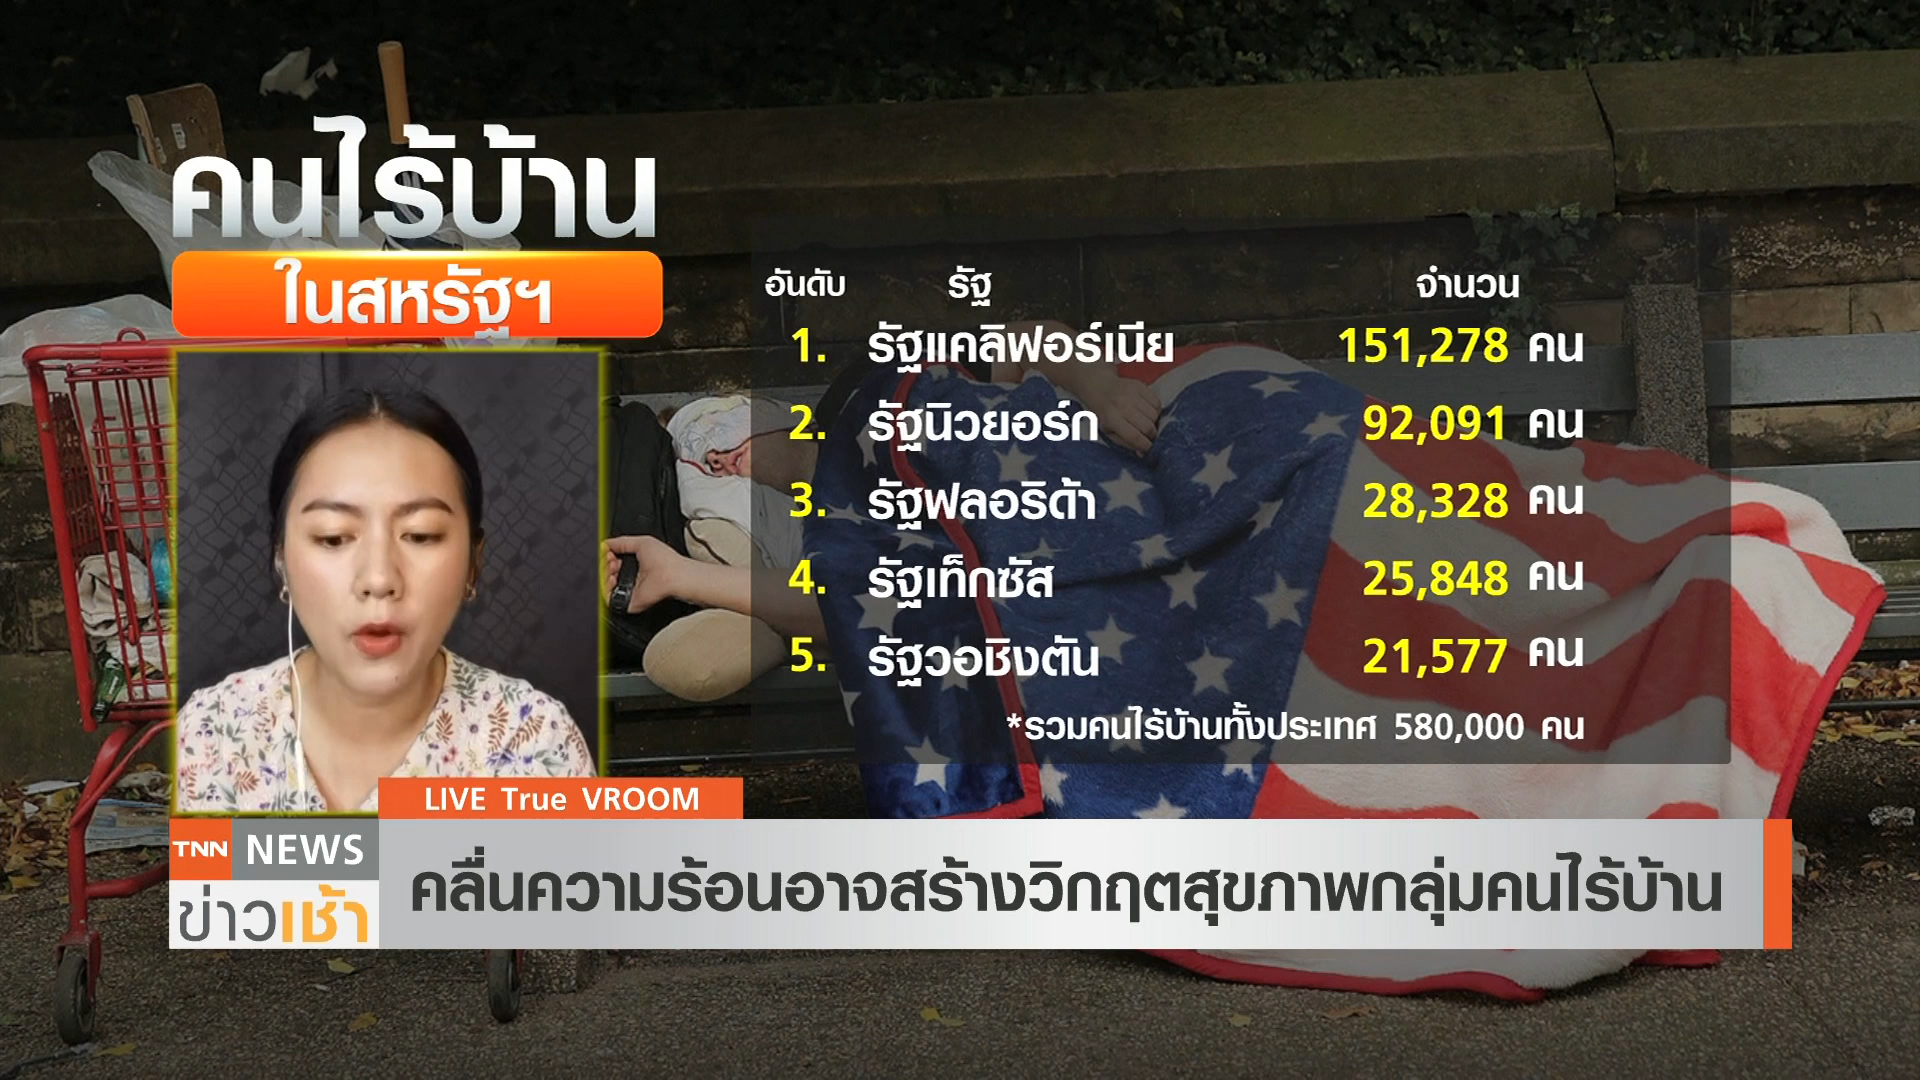 คนไร้บ้าน
ในสหรัฐฯ
อันดับ รัฐ จำนวน
1. รัฐแคลิฟอร์เนีย 151,278 คน
2. รัฐนิวยอร์ก 92,091 คน
3. รัฐฟลอริด้า 28,328 คน
4. รัฐเท็กซัส 25,848 คน
5. รัฐวอชิงตัน 21,577 คน
*รวมคนไร้บ้านทั้งประเทศ 580,000 คน
LIVE True VROOM
TNN NEWS
ข่าวเช้า
คลื่นความร้อนอาจสร้างวิกฤตสุขภาพกลุ่มคนไร้บ้าน